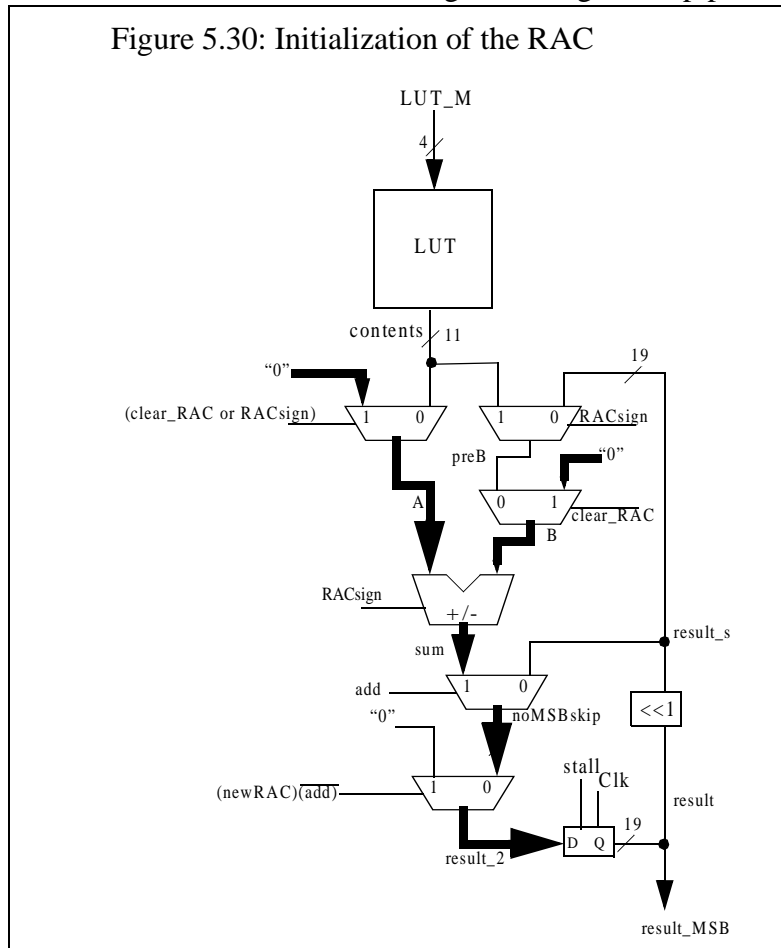 Figure 5.30: Initialization of the RAC
LUT_M
4
LUT
contents
11
19
“0”
1
0
1
0
(clear_RAC or RACsign)
RACsign
preB
“0”
0
1
clear_RAC
A
B
RACsign
+/-
sum
result_s
1
0
add
noMSBskip
<<1
“0”
stall
Clk
1
0
(newRAC)(a̅d̅d̅)
result
19
D Q
result_2
result_MSB